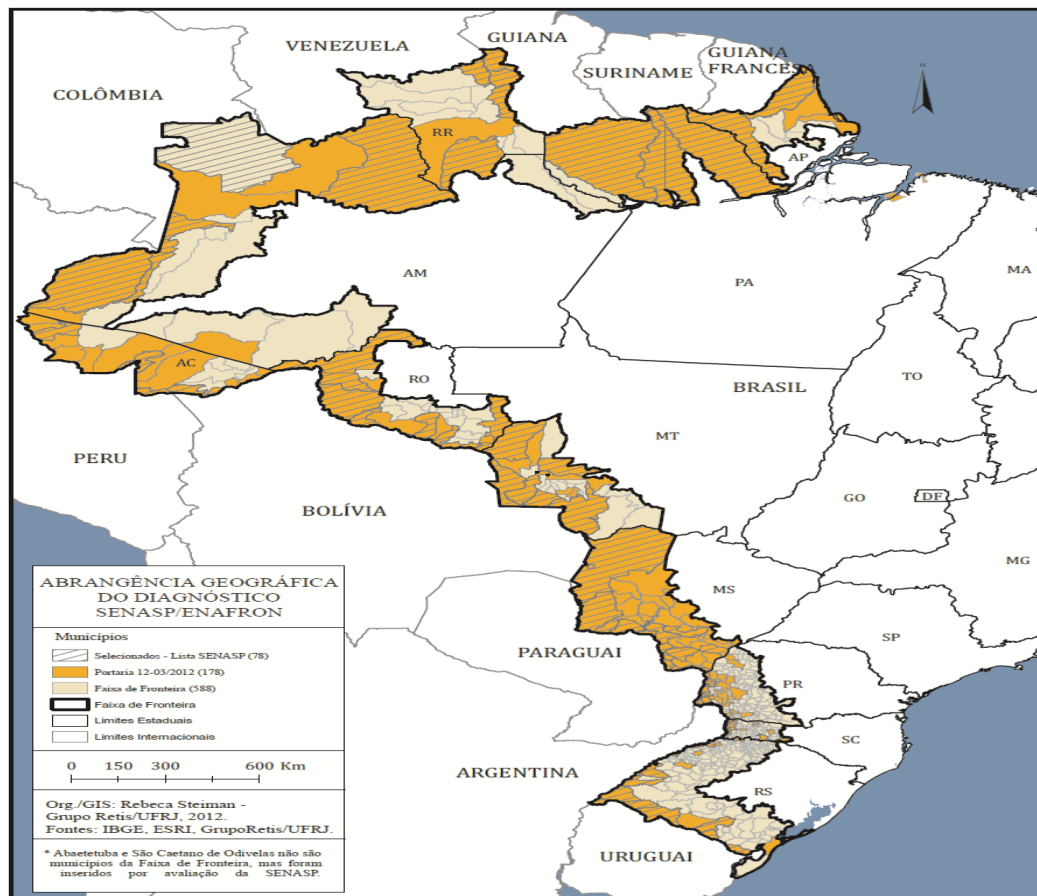 VENEZUELA
GUIANA
GUIANA
FRANÇESA
SURINAME
COLÔMBIA
N
RR
AP
AM
PA
MA
AC
RO
TO
BRASIL
MT
PERU
GO
DF
BOLÍVIA
MG
MS
SP
PARAGUAI
PR
SC
ARGENTINA
RS
URUGUAI
ABRANGÊNCIA GEOGRÁFICA
DO DIAGNÓSTICO
SENASP/ENAFRON
Municípios
Selecionados - Lista SENASP (78)
Portaria 12-03/2012 (178)
Faixa de Fronteira (588)
Faixa de Fronteira
Limites Estaduais
Limites Internacionais
0 150 300 600 Km
Org./GIS: Rebeca Steiman -
Grupo Retis/UFRJ, 2012.
Fontes: IBGE, ESRI, GrupoRetis/UFRJ.
* Abaetetuba e São Caetano de Odivelas não são
municípios da Faixa de Fronteira, mas foram
inseridos por avaliação da SENASP.